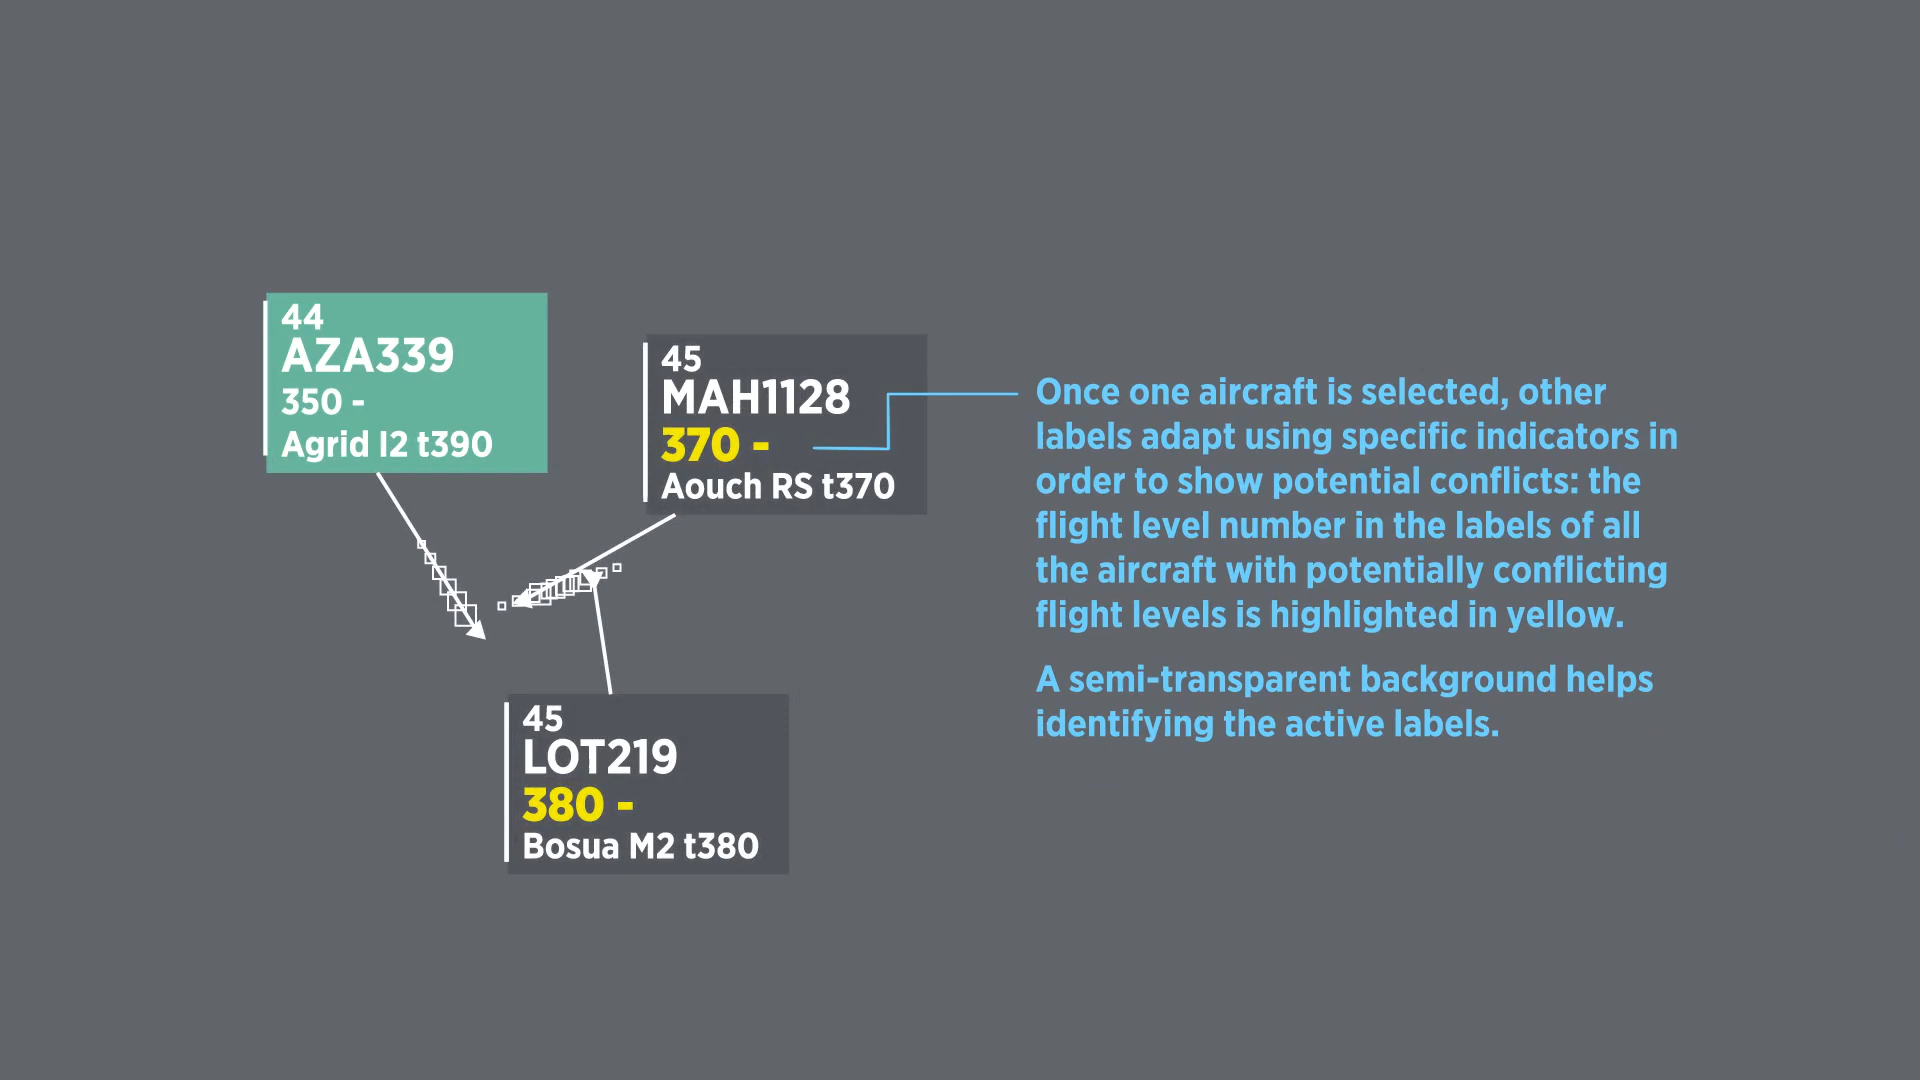 44
AZA339
350 -
Agrid I2 t390
45
MAH1128
370 -
Aouch RS t370
45
LOT219
380 -
Bosua M2 t380
Once one aircraft is selected, other
labels adapt using specific indicators in
order to show potential conflicts: the
flight level number in the labels of all
the aircraft with potentially conflicting
flight levels is highlighted in yellow.
A semi-transparent background helps
identifying the active labels.